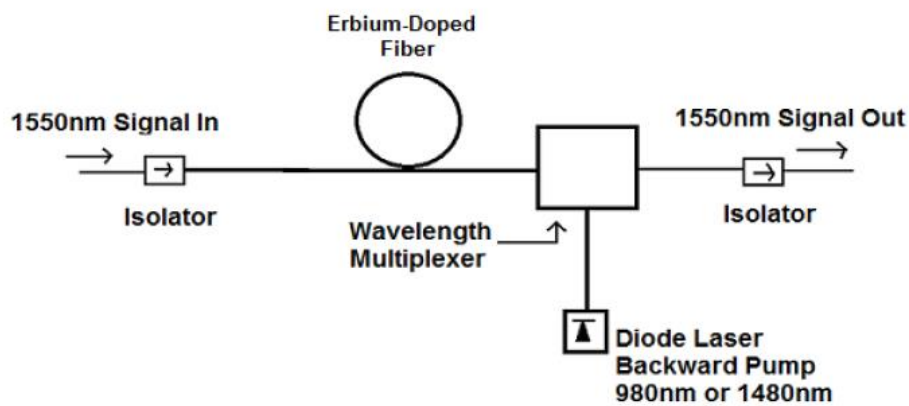 Erbium-Doped
Fiber
1550nm Signal In
1550nm Signal Out
Isolator
Isolator
Wavelength
Multiplexer
Diode Laser
Backward Pump
980nm or 1480nm